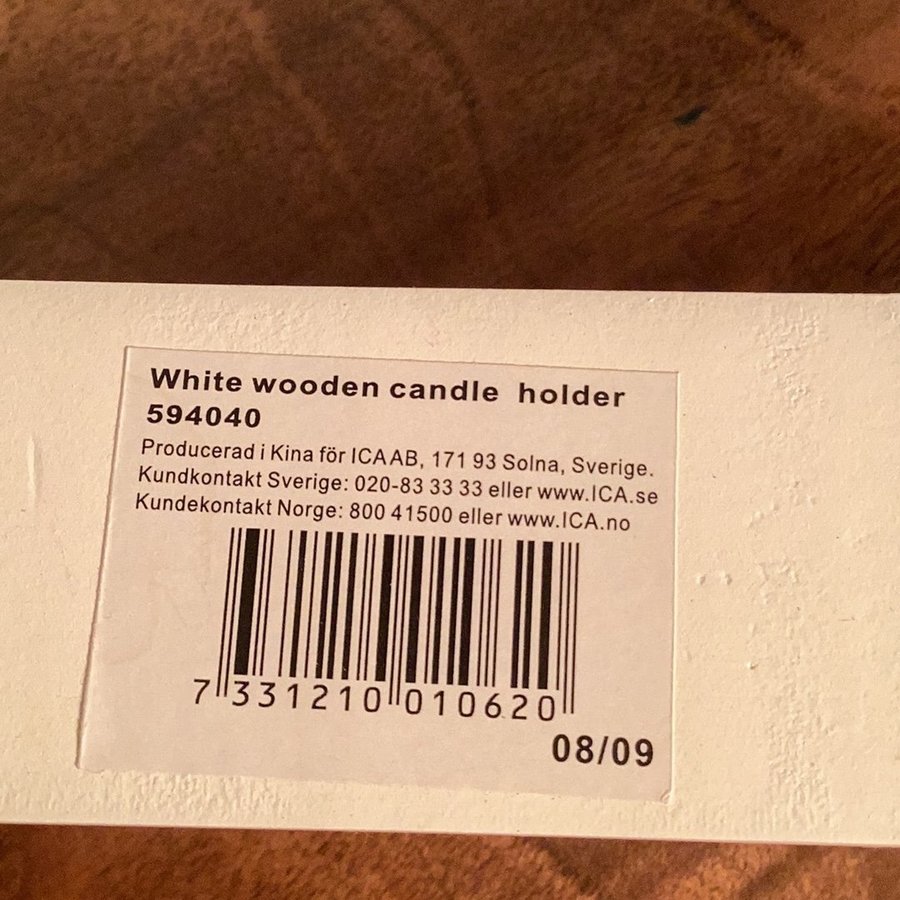 White wooden candle holder
594040
Producerad i Kina för ICA AB, 171 93 Solna, Sverige.
Kundkontakt Sverige: 020-83 33 33 eller www.ICA.se
Kundekontakt Norge: 800 41500 eller www.ICA.no
7 331210 010620
08/09